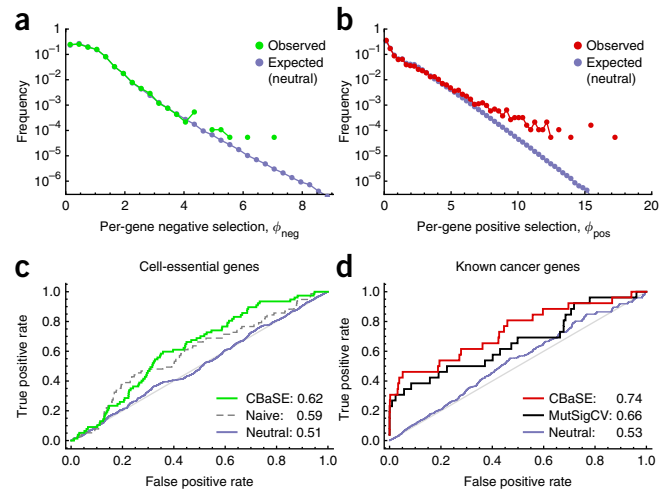 a
1
10⁻¹
10⁻²
10⁻³
10⁻⁴
10⁻⁵
10⁻⁶
Frequency
Observed
Expected
(neutral)
0 2 4 6 8
Per-gene negative selection, ϕneg
b
1
10⁻¹
10⁻²
10⁻³
10⁻⁴
10⁻⁵
10⁻⁶
Frequency
Observed
Expected
(neutral)
0 5 10 15 20
Per-gene positive selection, ϕpos
c
Cell-essential genes
1.0
0.8
0.6
0.4
0.2
0.0
True positive rate
CBaSE: 0.62
Naive: 0.59
Neutral: 0.51
0.0 0.2 0.4 0.6 0.8 1.0
False positive rate
d
Known cancer genes
1.0
0.8
0.6
0.4
0.2
0.0
True positive rate
CBaSE: 0.74
MutSigCV: 0.66
Neutral: 0.53
0.0 0.2 0.4 0.6 0.8 1.0
False positive rate